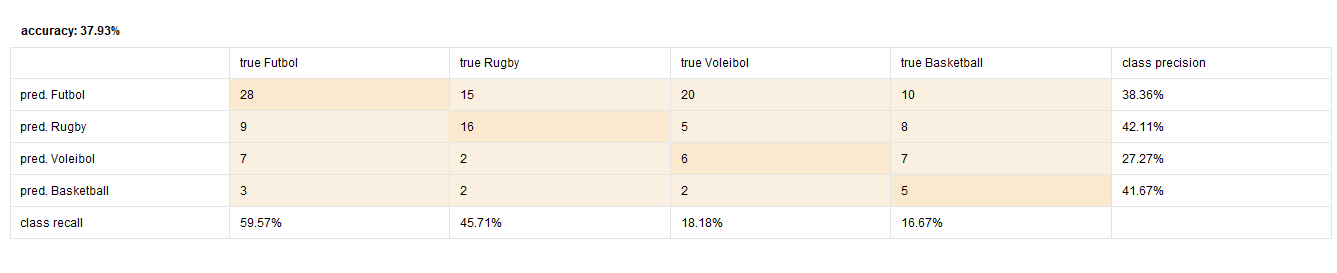 accuracy: 37.93%
true Futbol true Rugby true Voleibol true Basketball class precision
pred. Futbol 28 15 20 10 38.36%
pred. Rugby 9 16 5 8 42.11%
pred. Voleibol 7 2 6 7 27.27%
pred. Basketball 3 2 2 5 41.67%
class recall 59.57% 45.71% 18.18% 16.67%